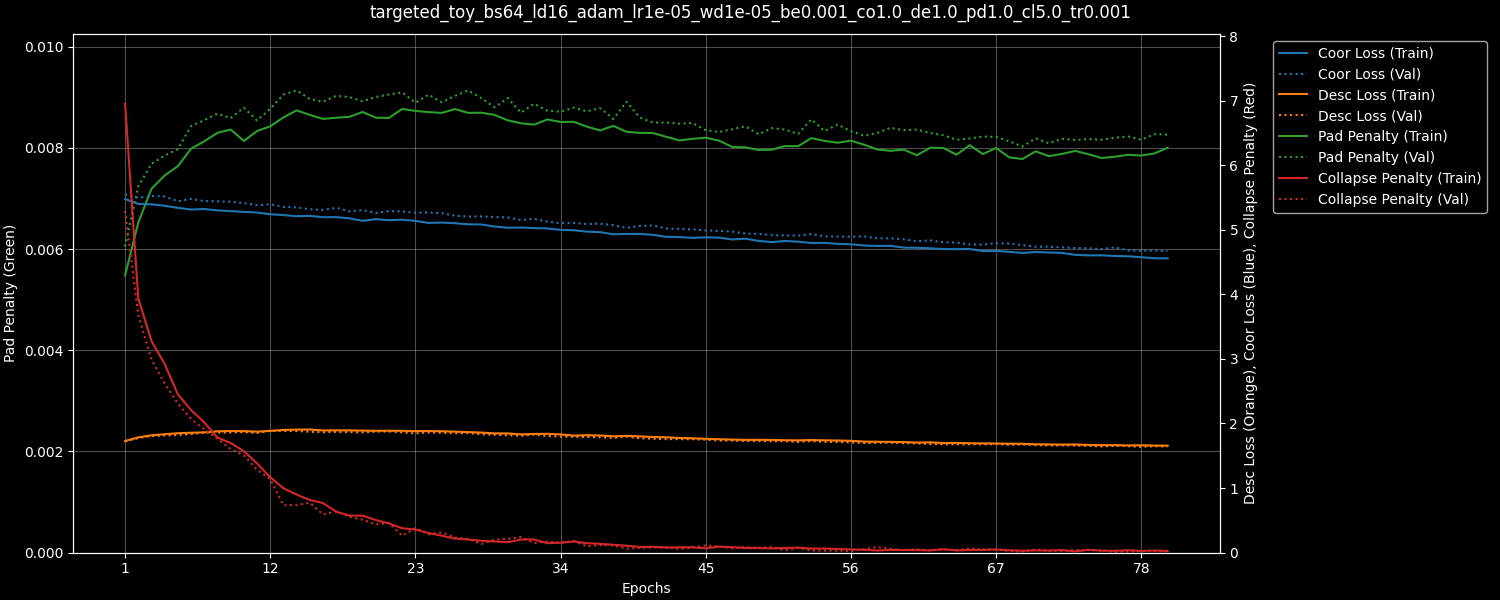 targeted_toy_bs64_ld16_adam_lr1e-05_wd1e-05_be0.001_co1.0_de1.0_pd1.0_cl5.0_tr0.001
Pad Penalty (Green)
0.010
0.008
0.006
0.004
0.002
0.000
1
12
23
34
45
56
67
78
Epochs
8
7
6
5
4
3
2
1
0
Desc Loss (Orange), Coor Loss (Blue), Collapse Penalty (Red)
Coor Loss (Train)
Coor Loss (Val)
Desc Loss (Train)
Desc Loss (Val)
Pad Penalty (Train)
Pad Penalty (Val)
Collapse Penalty (Train)
Collapse Penalty (Val)